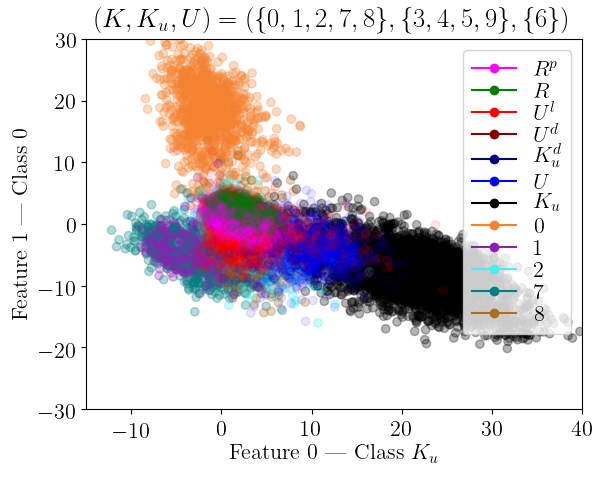 (K, K_u, U) = ({0, 1, 2, 7, 8}, {3, 4, 5, 9}, {6})
30
20
10
0
−10
−20
−30
Feature 1 — Class 0
−10
0
10
20
30
40
Feature 0 — Class K_u
R^p
R
U^l
U^d
K_u^d
U
K_u
0
1
2
7
8